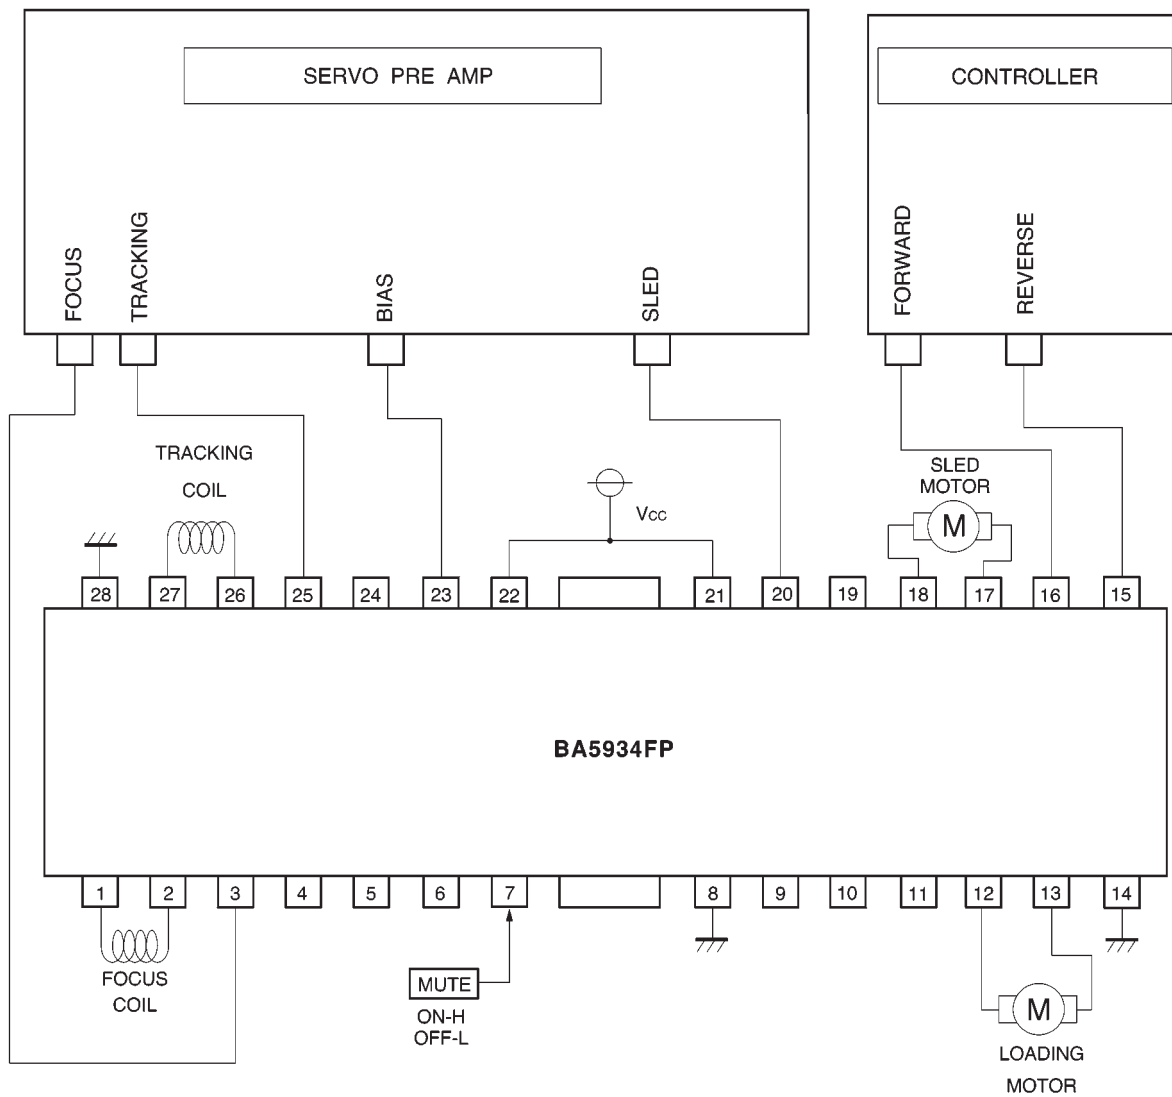 SERVO PRE AMP
CONTROLLER
FOCUS
TRACKING
BIAS
SLED
FORWARD
REVERSE
TRACKING
COIL
Vcc
SLED
MOTOR
M
28 27 26 25 24 23 22 21 20 19 18 17 16 15
BA5934FP
1 2 3 4 5 6 7 8 9 10 11 12 13 14
FOCUS
COIL
MUTE
ON-H
OFF-L
M
LOADING
MOTOR